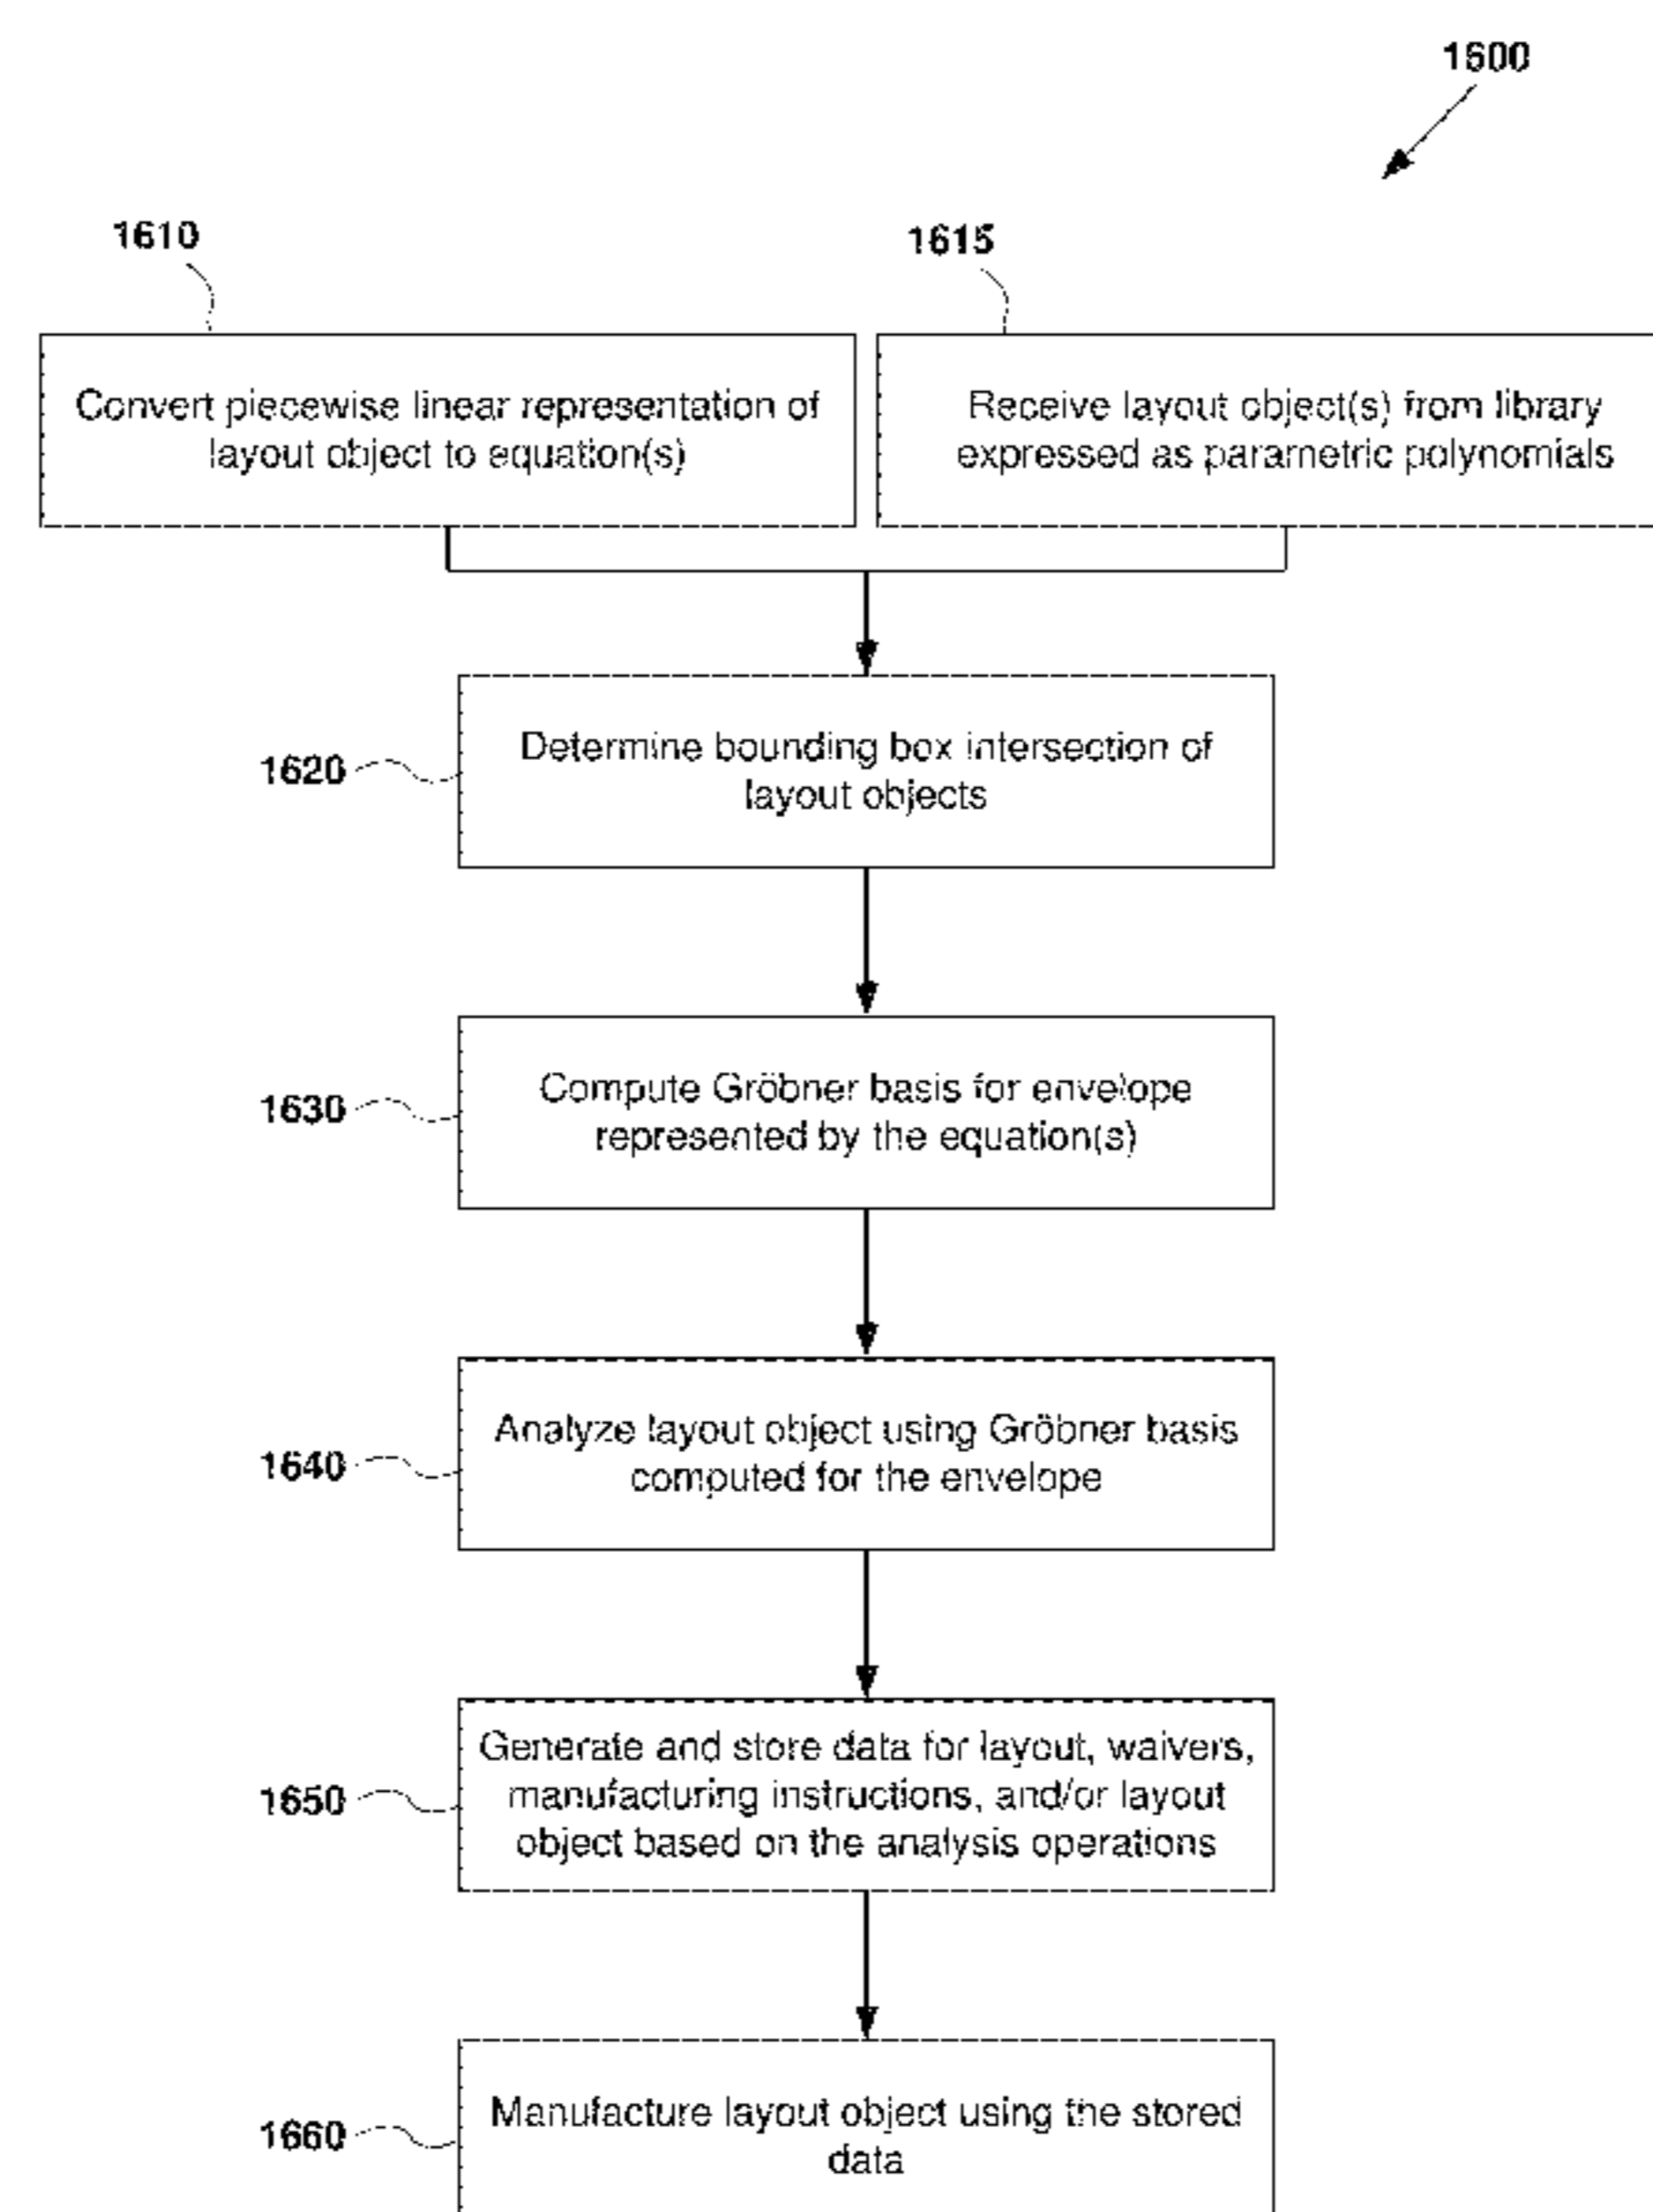 1600
1610
1615
Convert piecewise linear representation of
layout object to equation(s)
Receive layout object(s) from library
expressed as parametric polynomials
1620
Determine bounding box intersection of
layout objects
1630
Compute Gröbner basis for envelope
represented by the equation(s)
1640
Analyze layout object using Gröbner basis
computed for the envelope
1650
Generate and store data for layout, waivers,
manufacturing instructions, and/or layout
object based on the analysis operations
1660
Manufacture layout object using the stored
data